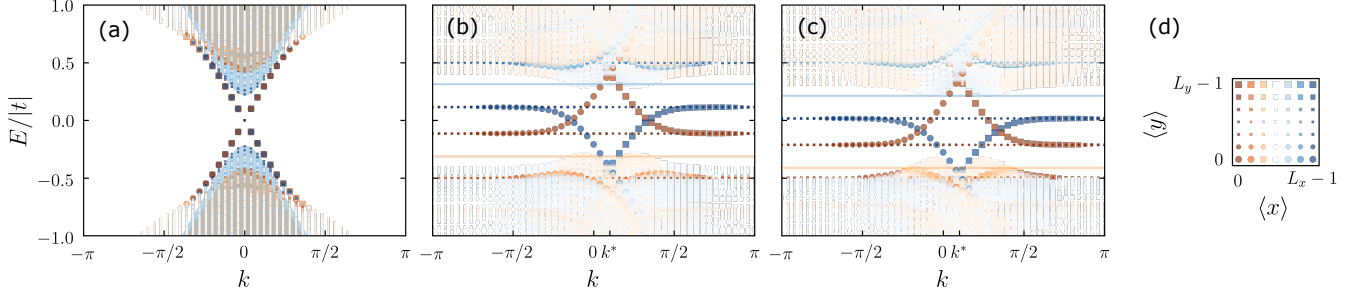 (a)
(b)
(c)
(d)
E/|t|
1.0
0.5
0.0
−0.5
−1.0
−π
−π/2
0
π/2
π
k
−π
−π/2
0 k*
π/2
π
k
−π
−π/2
0 k*
π/2
π
k
L_y − 1
⟨y⟩
0
0
L_x − 1
⟨x⟩